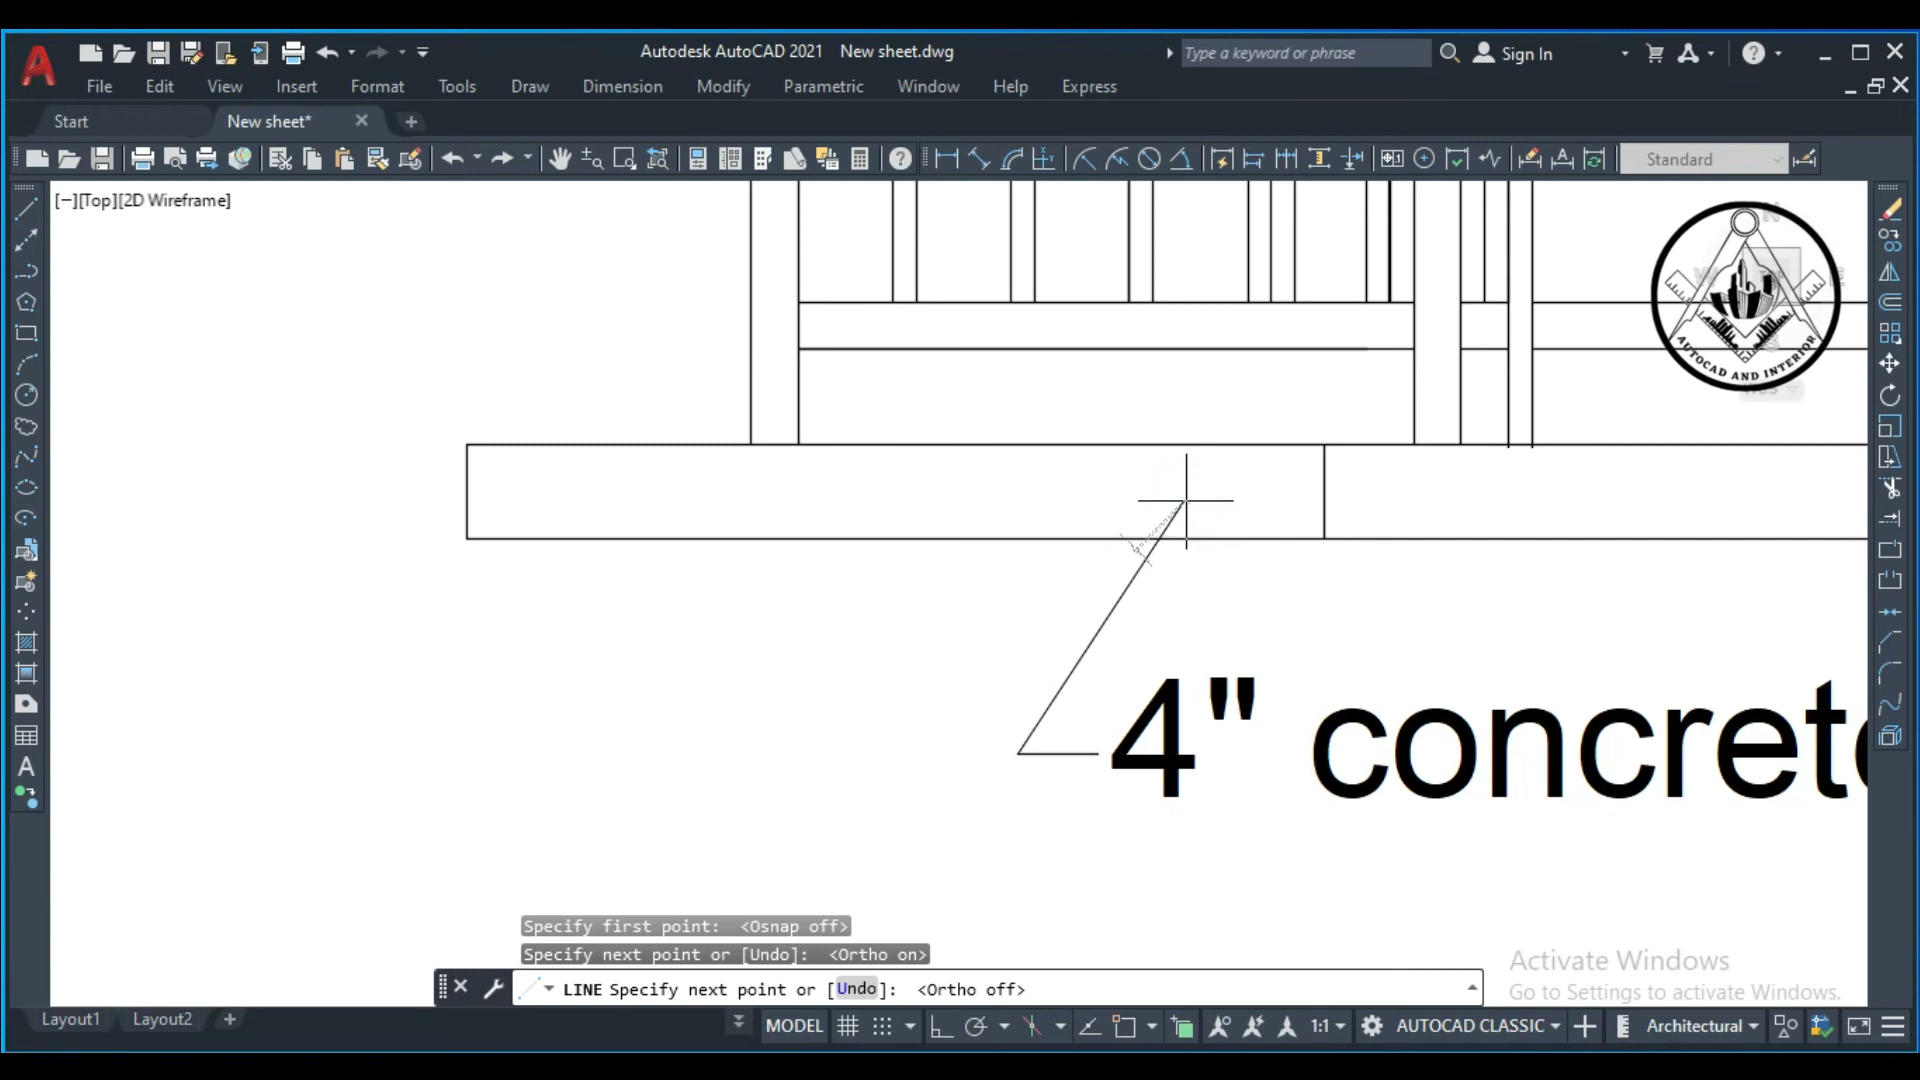 Autodesk AutoCAD 2021 New sheet.dwg
Type a keyword or phrase
Sign In
File Edit View Insert Format Tools Draw Dimension Modify Parametric Window Help Express
Start New sheet*
Standard
[−][Top][2D Wireframe]
AUTOCAD AND INTERIOR
4" concrete
Specify first point: <Osnap off>
Specify next point or [Undo]: <Ortho on>
LINE Specify next point or [Undo]: <Ortho off>
Activate Windows
Go to Settings to activate Windows.
Layout1 Layout2
MODEL 1:1 AUTOCAD CLASSIC Architectural